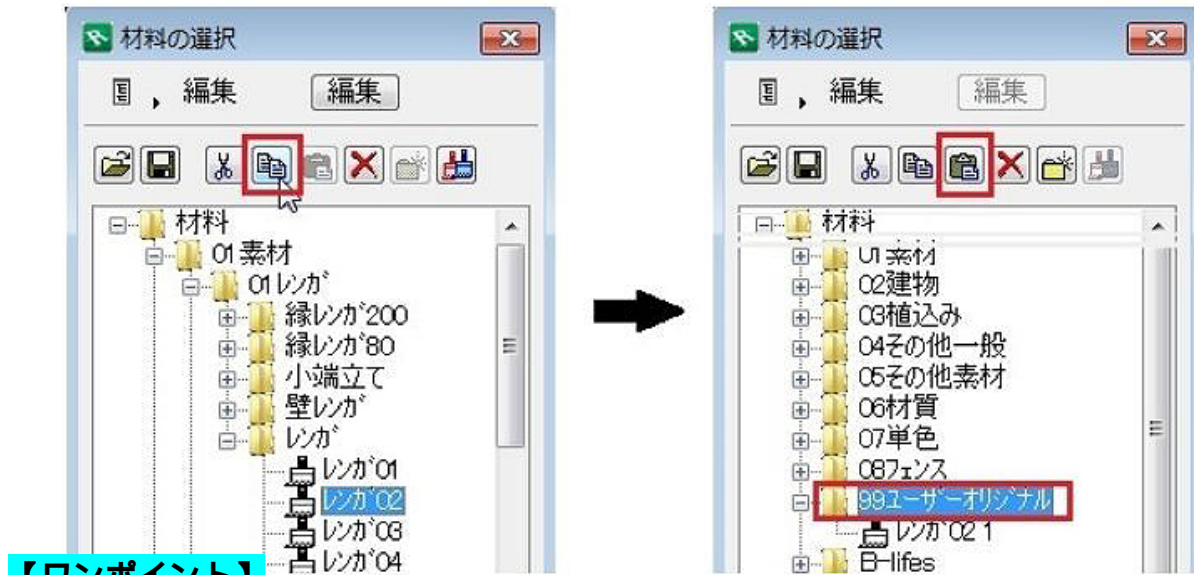 材料の選択
編集 編集
材料
01素材
01レンガ
縁レンガ200
縁レンガ80
小端立て
壁レンガ
レンガ
レンガ01
レンガ02
レンガ03
レンガ04
【ワンポイント】
材料の選択
編集 編集
材料
01素材
02建物
03植込み
04その他一般
05その他素材
06材質
07単色
08フェンス
99ユーザーオリジナル
レンガ02 1
B-lifes